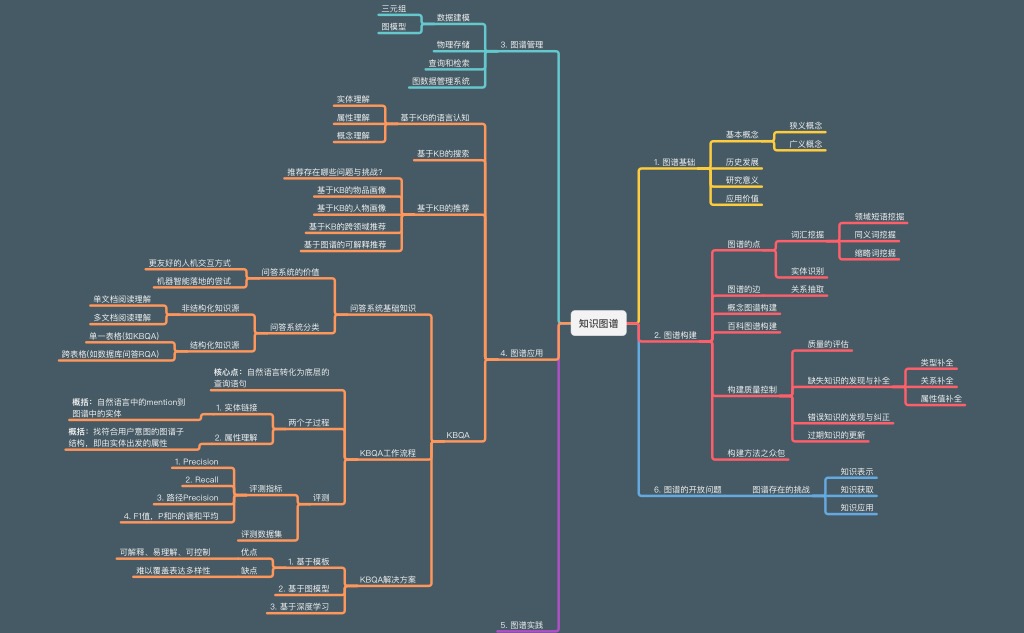 知识图谱
1. 图谱基础
基本概念
狭义概念
广义概念
历史发展
研究意义
应用价值
2. 图谱构建
图谱的点
词汇挖掘
领域短语挖掘
同义词挖掘
缩略词挖掘
实体识别
图谱的边
关系抽取
概念图谱构建
百科图谱构建
构建质量控制
质量的评估
缺失知识的发现与补全
类型补全
关系补全
属性值补全
错误知识的发现与纠正
过期知识的更新
构建方法之众包
3. 图谱管理
数据建模
三元组
图模型
物理存储
查询和检索
图数据管理系统
4. 图谱应用
基于KB的语言认知
实体理解
属性理解
概念理解
基于KB的搜索
基于KB的推荐
推荐存在哪些问题与挑战?
基于KB的物品画像
基于KB的人物画像
基于KB的跨领域推荐
基于图谱的可解释推荐
KBQA
问答系统基础知识
问答系统的价值
更友好的人机交互方式
机器智能落地的尝试
问答系统分类
非结构化知识源
单文档阅读理解
多文档阅读理解
结构化知识源
单一表格(如KBQA)
跨表格(如数据库问答RQA)
KBQA工作流程
核心点：自然语言转化为底层的
查询语句
两个子过程
1. 实体链接
概括：自然语言中的mention到
图谱中的实体
2. 属性理解
概括：找符合用户意图的图谱子
结构，即由实体出发的属性
评测
评测指标
1. Precision
2. Recall
3. 路径Precision
4. F1值，P和R的调和平均
评测数据集
KBQA解决方案
1. 基于模板
优点
可解释、易理解、可控制
缺点
难以覆盖表达多样性
2. 基于图模型
3. 基于深度学习
5. 图谱实践
6. 图谱的开放问题
图谱存在的挑战
知识表示
知识获取
知识应用